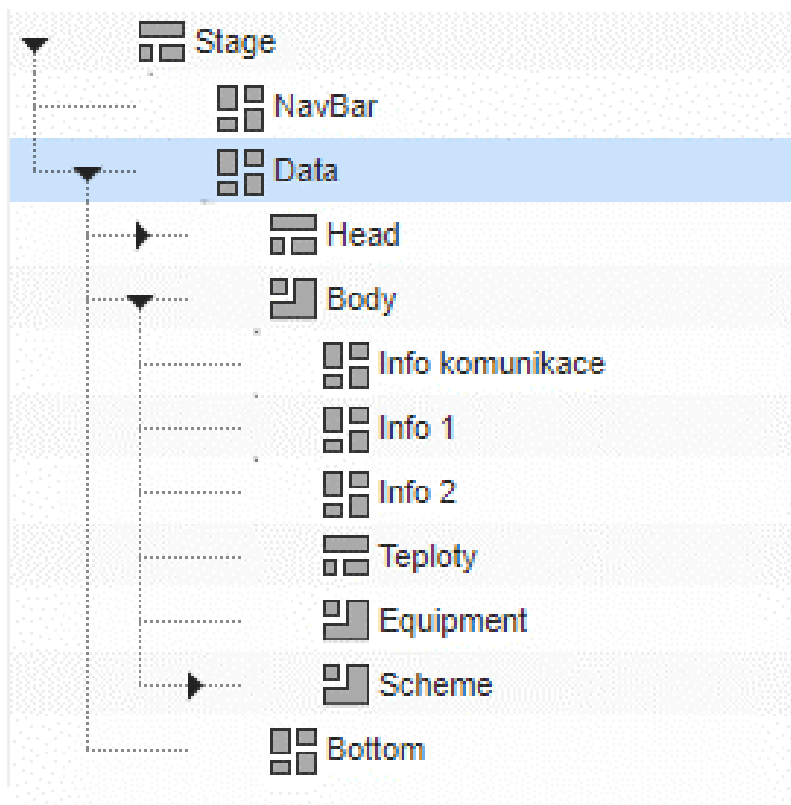 Stage
NavBar
Data
Head
Body
Info komunikace
Info 1
Info 2
Teploty
Equipment
Scheme
Bottom